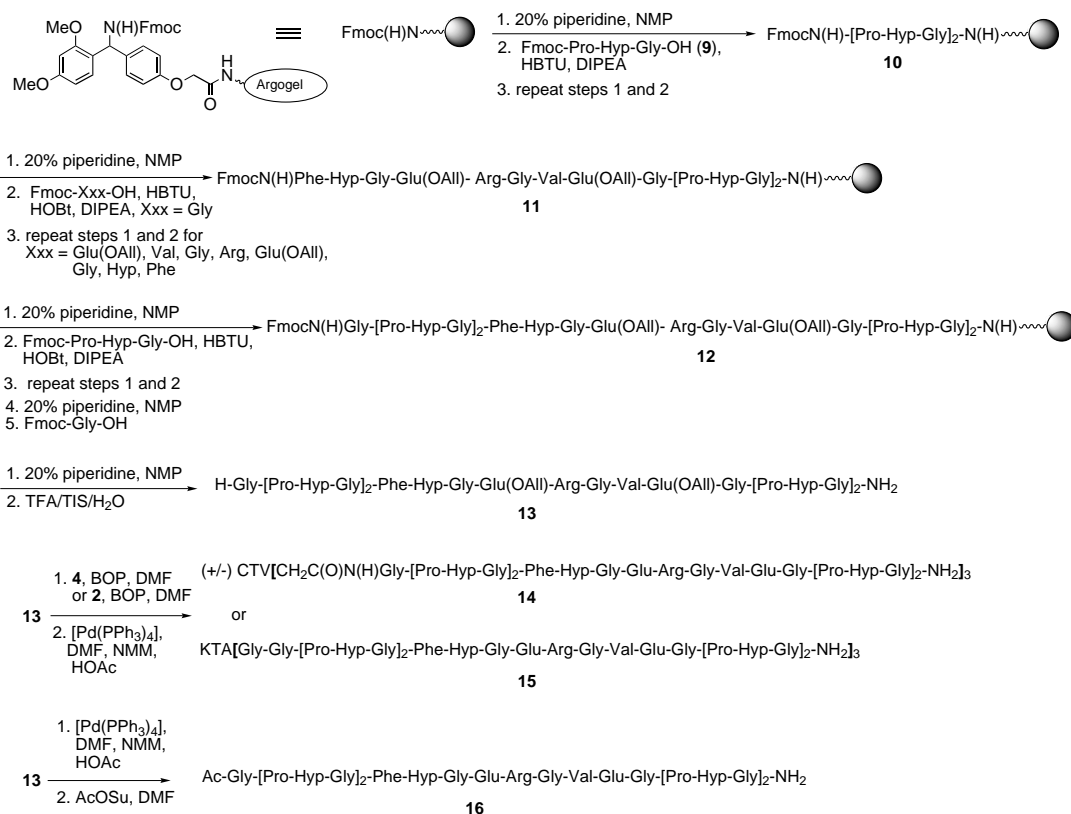 MeO N(H)Fmoc
MeO
O
O
H
N
Argogel
Fmoc(H)N
1. 20% piperidine, NMP
2. Fmoc-Pro-Hyp-Gly-OH (9),
HBTU, DIPEA
3. repeat steps 1 and 2
FmocN(H)-[Pro-Hyp-Gly]2-N(H)
10
1. 20% piperidine, NMP
2. Fmoc-Xxx-OH, HBTU,
HOBt, DIPEA, Xxx = Gly
3. repeat steps 1 and 2 for
Xxx = Glu(OAll), Val, Gly, Arg, Glu(OAll),
Gly, Hyp, Phe
FmocN(H)Phe-Hyp-Gly-Glu(OAll)- Arg-Gly-Val-Glu(OAll)-Gly-[Pro-Hyp-Gly]2-N(H)
11
1. 20% piperidine, NMP
2. Fmoc-Pro-Hyp-Gly-OH, HBTU,
HOBt, DIPEA
3. repeat steps 1 and 2
4. 20% piperidine, NMP
5. Fmoc-Gly-OH
FmocN(H)Gly-[Pro-Hyp-Gly]2-Phe-Hyp-Gly-Glu(OAll)- Arg-Gly-Val-Glu(OAll)-Gly-[Pro-Hyp-Gly]2-N(H)
12
1. 20% piperidine, NMP
2. TFA/TIS/H2O
H-Gly-[Pro-Hyp-Gly]2-Phe-Hyp-Gly-Glu(OAll)-Arg-Gly-Val-Glu(OAll)-Gly-[Pro-Hyp-Gly]2-NH2
13
13
1. 4, BOP, DMF
or 2, BOP, DMF
2. [Pd(PPh3)4],
DMF, NMM,
HOAc
(+/-) CTV[CH2C(O)N(H)Gly-[Pro-Hyp-Gly]2-Phe-Hyp-Gly-Glu-Arg-Gly-Val-Glu-Gly-[Pro-Hyp-Gly]2-NH2]3
14
or
KTA[Gly-Gly-[Pro-Hyp-Gly]2-Phe-Hyp-Gly-Glu-Arg-Gly-Val-Glu-Gly-[Pro-Hyp-Gly]2-NH2]3
15
13
1. [Pd(PPh3)4],
DMF, NMM,
HOAc
2. AcOSu, DMF
Ac-Gly-[Pro-Hyp-Gly]2-Phe-Hyp-Gly-Glu-Arg-Gly-Val-Glu-Gly-[Pro-Hyp-Gly]2-NH2
16